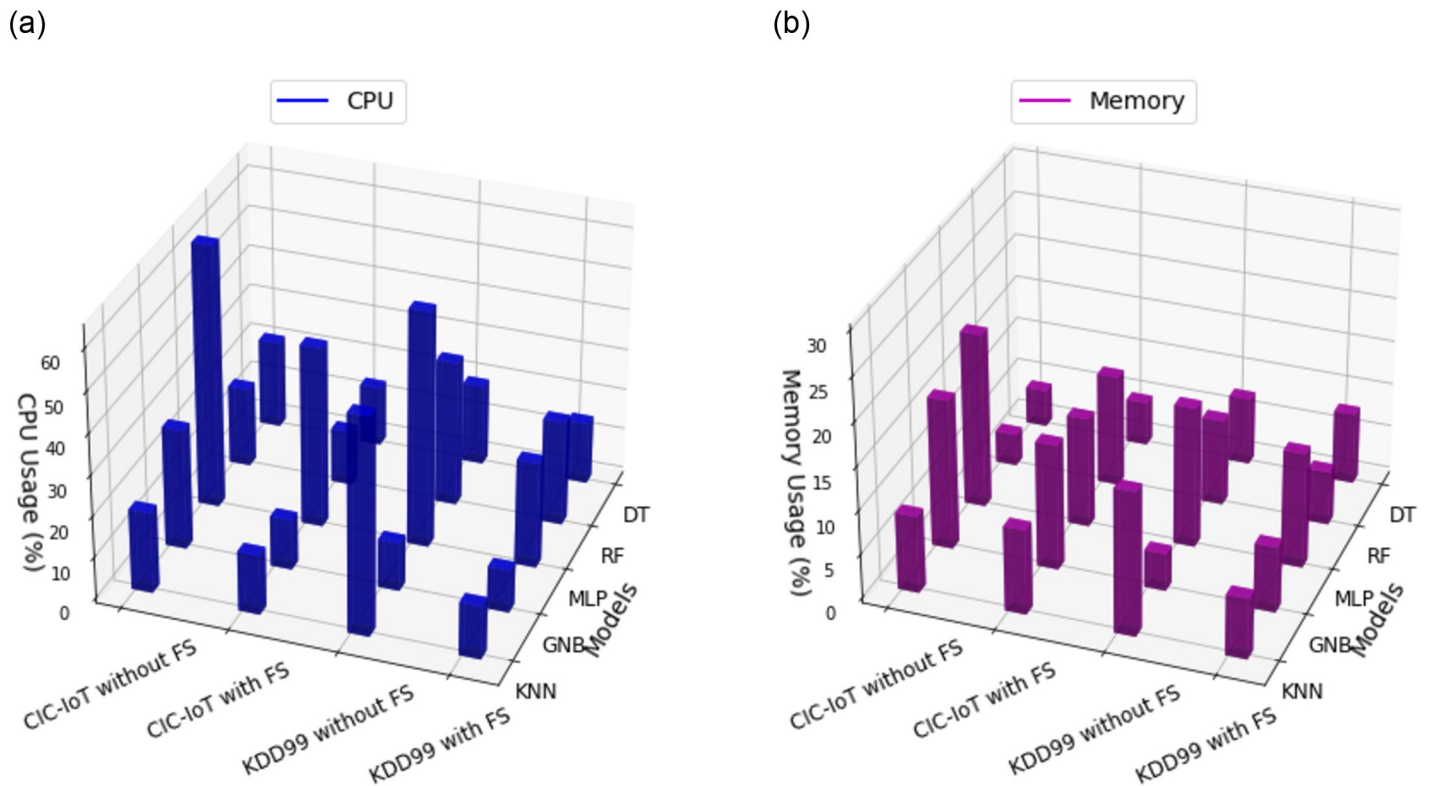 (a)
(b)
CPU
Memory
60
50
40
30
20
10
0
CPU Usage (%)
CIC-IoT without FS
CIC-IoT with FS
KDD99 without FS
KDD99 with FS
DT
RF
MLP
GNB
KNN
Models
30
25
20
15
10
5
0
Memory Usage (%)
CIC-IoT without FS
CIC-IoT with FS
KDD99 without FS
KDD99 with FS
DT
RF
MLP
GNB
KNN
Models